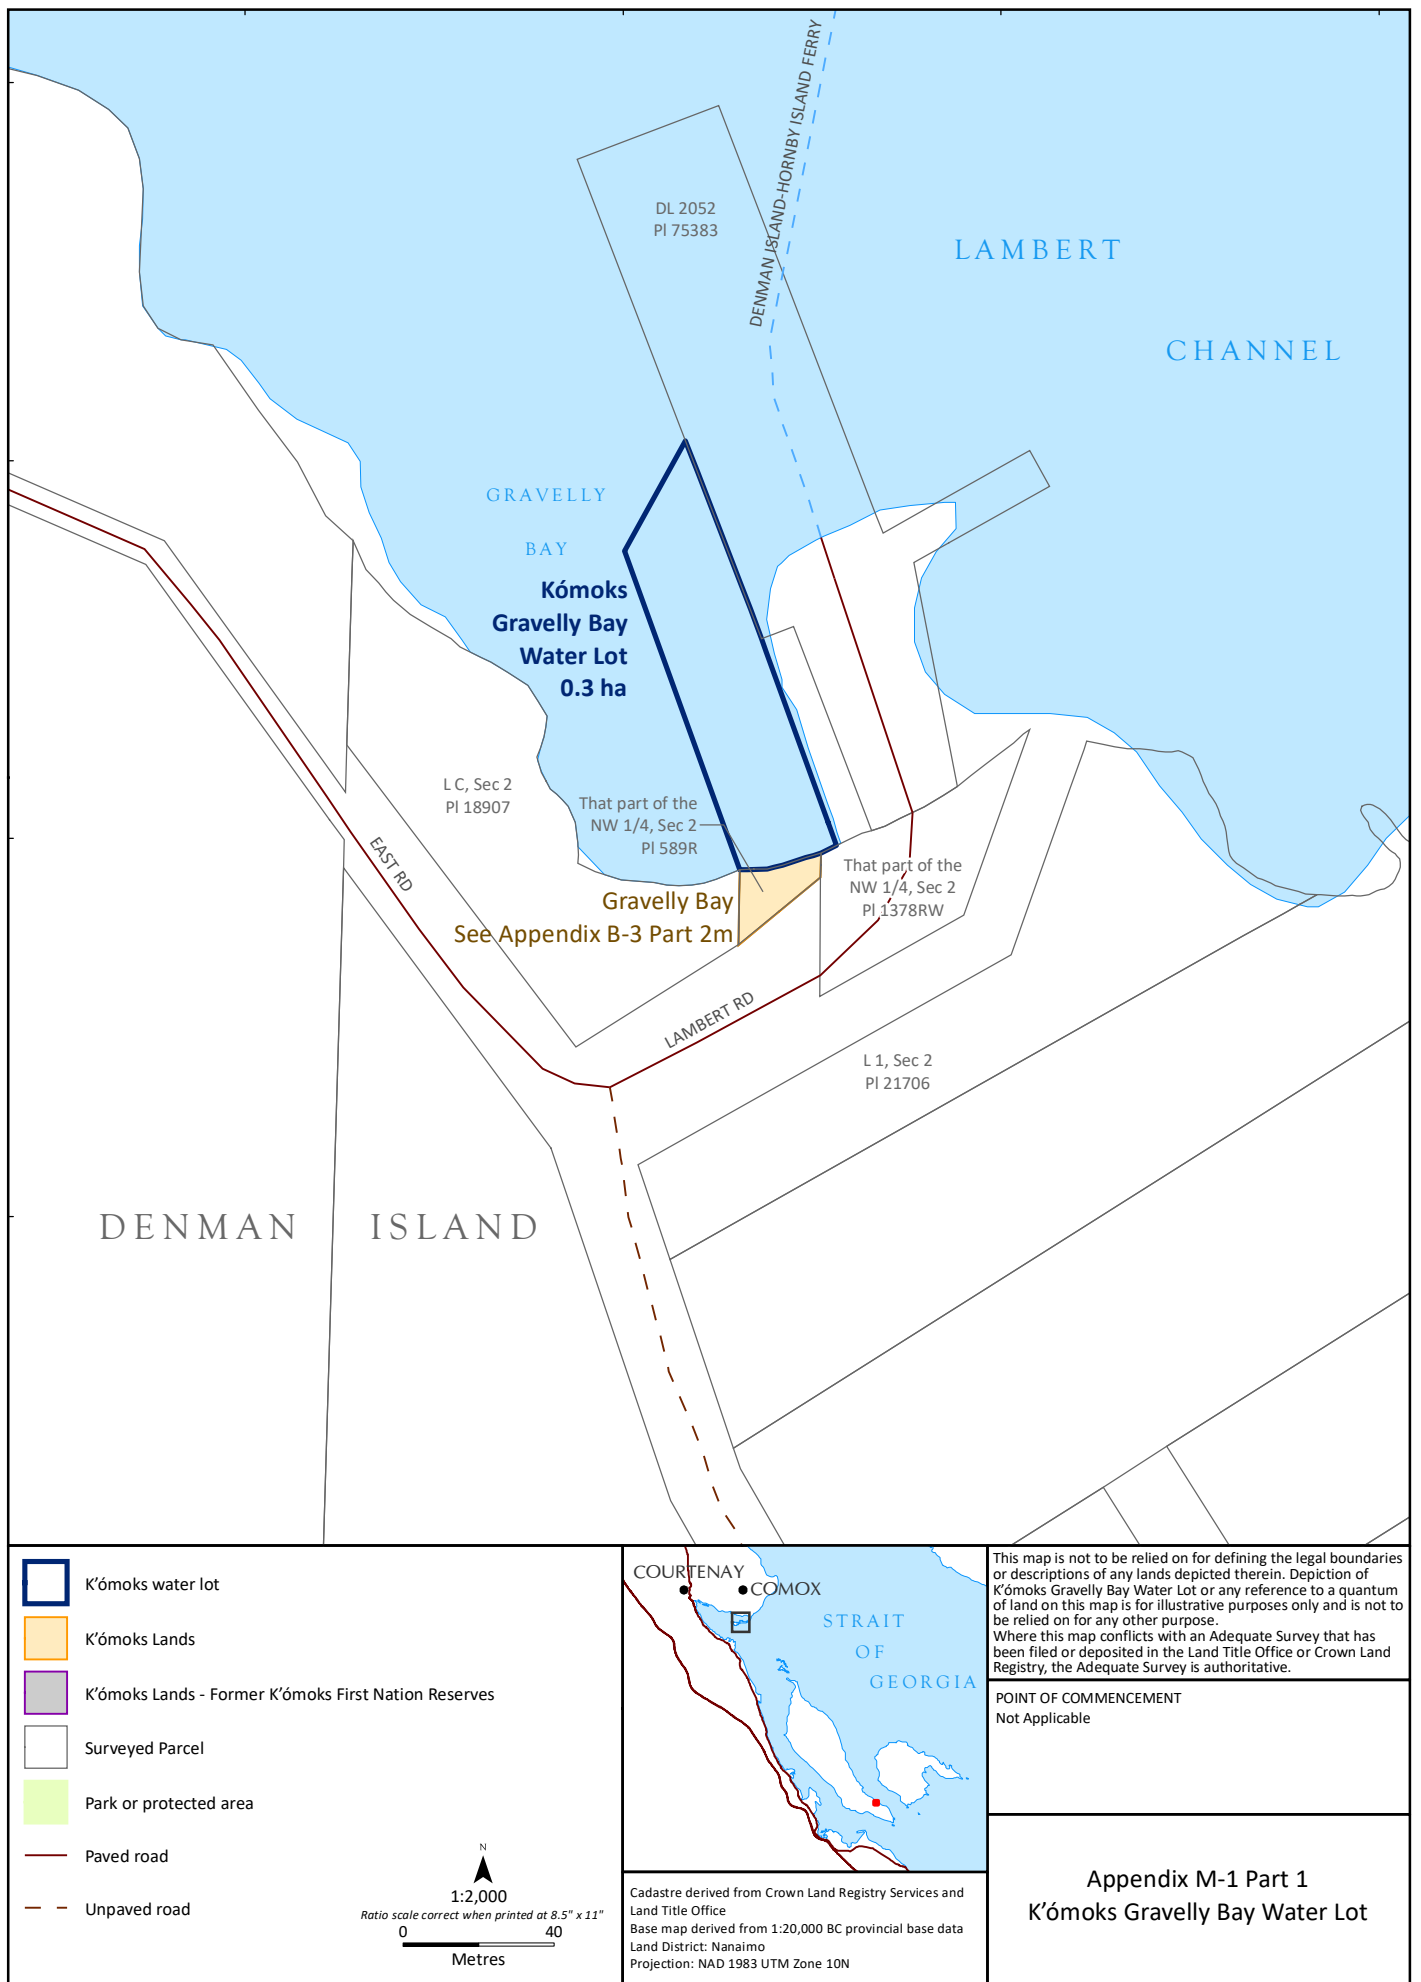 DENMAN ISLAND-HORNBY ISLAND FERRY
DL 2052
Pl 75383
LAMBERT
CHANNEL
GRAVELLY
BAY
Kómoks
Gravelly Bay
Water Lot
0.3 ha
L C, Sec 2
Pl 18907
That part of the
NW 1/4, Sec 2
Pl 589R
EAST RD
That part of the
NW 1/4, Sec 2
Pl 1378RW
Gravelly Bay
See Appendix B-3 Part 2m
LAMBERT RD
L 1, Sec 2
Pl 21706
DENMAN ISLAND
K'ómoks water lot
K'ómoks Lands
K'ómoks Lands - Former K'ómoks First Nation Reserves
Surveyed Parcel
Park or protected area
Paved road
Unpaved road
N
1:2,000
Ratio scale correct when printed at 8.5" x 11"
0 40
Metres
COURTENAY
COMOX
STRAIT
OF
GEORGIA
Cadastre derived from Crown Land Registry Services and
Land Title Office
Base map derived from 1:20,000 BC provincial base data
Land District: Nanaimo
Projection: NAD 1983 UTM Zone 10N
This map is not to be relied on for defining the legal boundaries
or descriptions of any lands depicted therein. Depiction of
K'ómoks Gravelly Bay Water Lot or any reference to a quantum
of land on this map is for illustrative purposes only and is not to
be relied on for any other purpose.
Where this map conflicts with an Adequate Survey that has
been filed or deposited in the Land Title Office or Crown Land
Registry, the Adequate Survey is authoritative.
POINT OF COMMENCEMENT
Not Applicable
Appendix M-1 Part 1
K'ómoks Gravelly Bay Water Lot